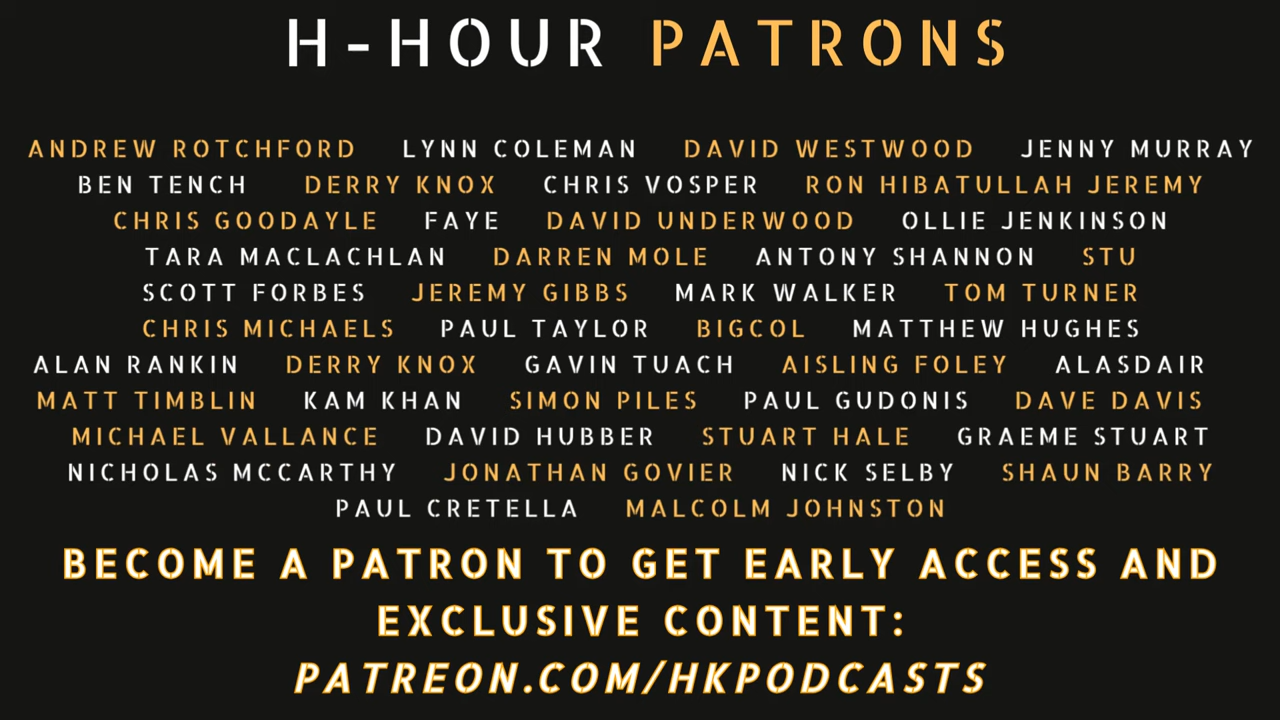 H-HOUR PATRONS
ANDREW ROTCHFORD LYNN COLEMAN DAVID WESTWOOD JENNY MURRAY
BEN TENCH DERRY KNOX CHRIS VOSPER RON HIBATULLAH JEREMY
CHRIS GOODAYLE FAYE DAVID UNDERWOOD OLLIE JENKINSON
TARA MACLACHLAN DARREN MOLE ANTONY SHANNON STU
SCOTT FORBES JEREMY GIBBS MARK WALKER TOM TURNER
CHRIS MICHAELS PAUL TAYLOR BIGCOL MATTHEW HUGHES
ALAN RANKIN DERRY KNOX GAVIN TUACH AISLING FOLEY ALASDAIR
MATT TIMBLIN KAM KHAN SIMON PILES PAUL GUDONIS DAVE DAVIS
MICHAEL VALLANCE DAVID HUBBER STUART HALE GRAEME STUART
NICHOLAS MCCARTHY JONATHAN GOVIER NICK SELBY SHAUN BARRY
PAUL CRETELLA MALCOLM JOHNSTON
BECOME A PATRON TO GET EARLY ACCESS AND
EXCLUSIVE CONTENT:
PATREON.COM/HKPODCASTS